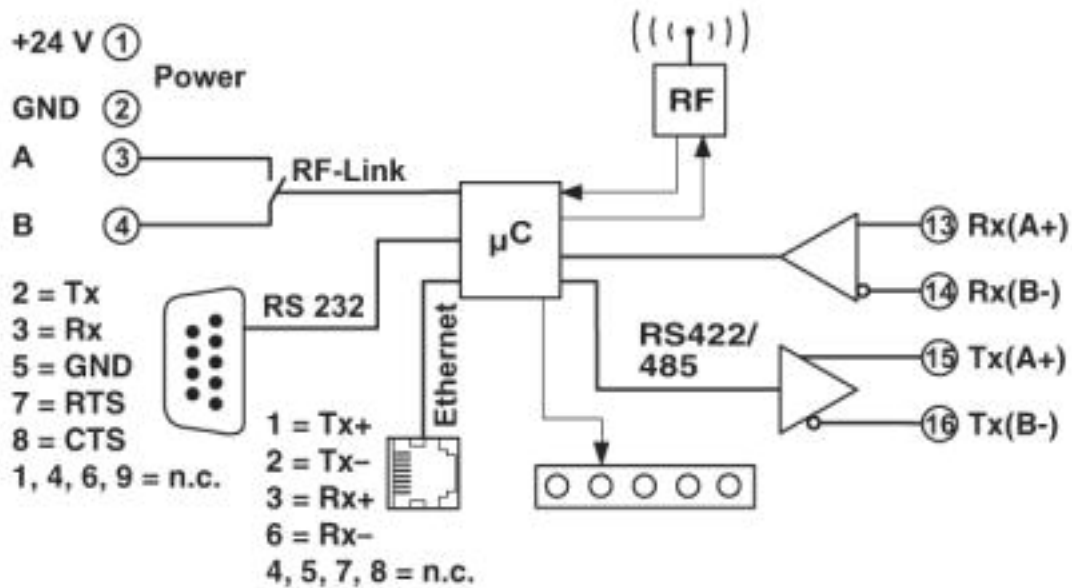 +24 V 1
Power
GND 2
A 3
RF-Link
B 4
RF
µC
13 Rx(A+)
14 Rx(B-)
RS422/
485
15 Tx(A+)
16 Tx(B-)
RS 232
2 = Tx
3 = Rx
5 = GND
7 = RTS
8 = CTS
1, 4, 6, 9 = n.c.
Ethernet
1 = Tx+
2 = Tx–
3 = Rx+
6 = Rx–
4, 5, 7, 8 = n.c.